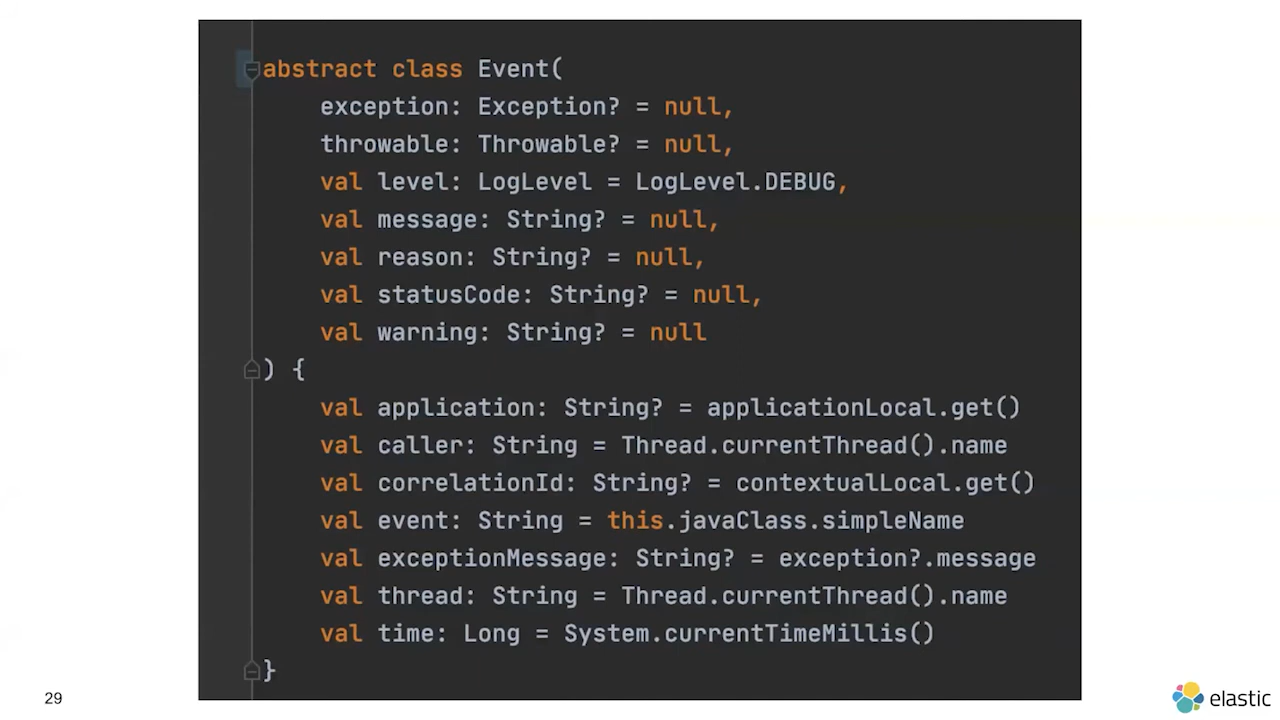 abstract class Event(
exception: Exception? = null,
throwable: Throwable? = null,
val level: LogLevel = LogLevel.DEBUG,
val message: String? = null,
val reason: String? = null,
val statusCode: String? = null,
val warning: String? = null
) {
val application: String? = applicationLocal.get()
val caller: String = Thread.currentThread().name
val correlationId: String? = contextualLocal.get()
val event: String = this.javaClass.simpleName
val exceptionMessage: String? = exception?.message
val thread: String = Thread.currentThread().name
val time: Long = System.currentTimeMillis()
}
29
elastic